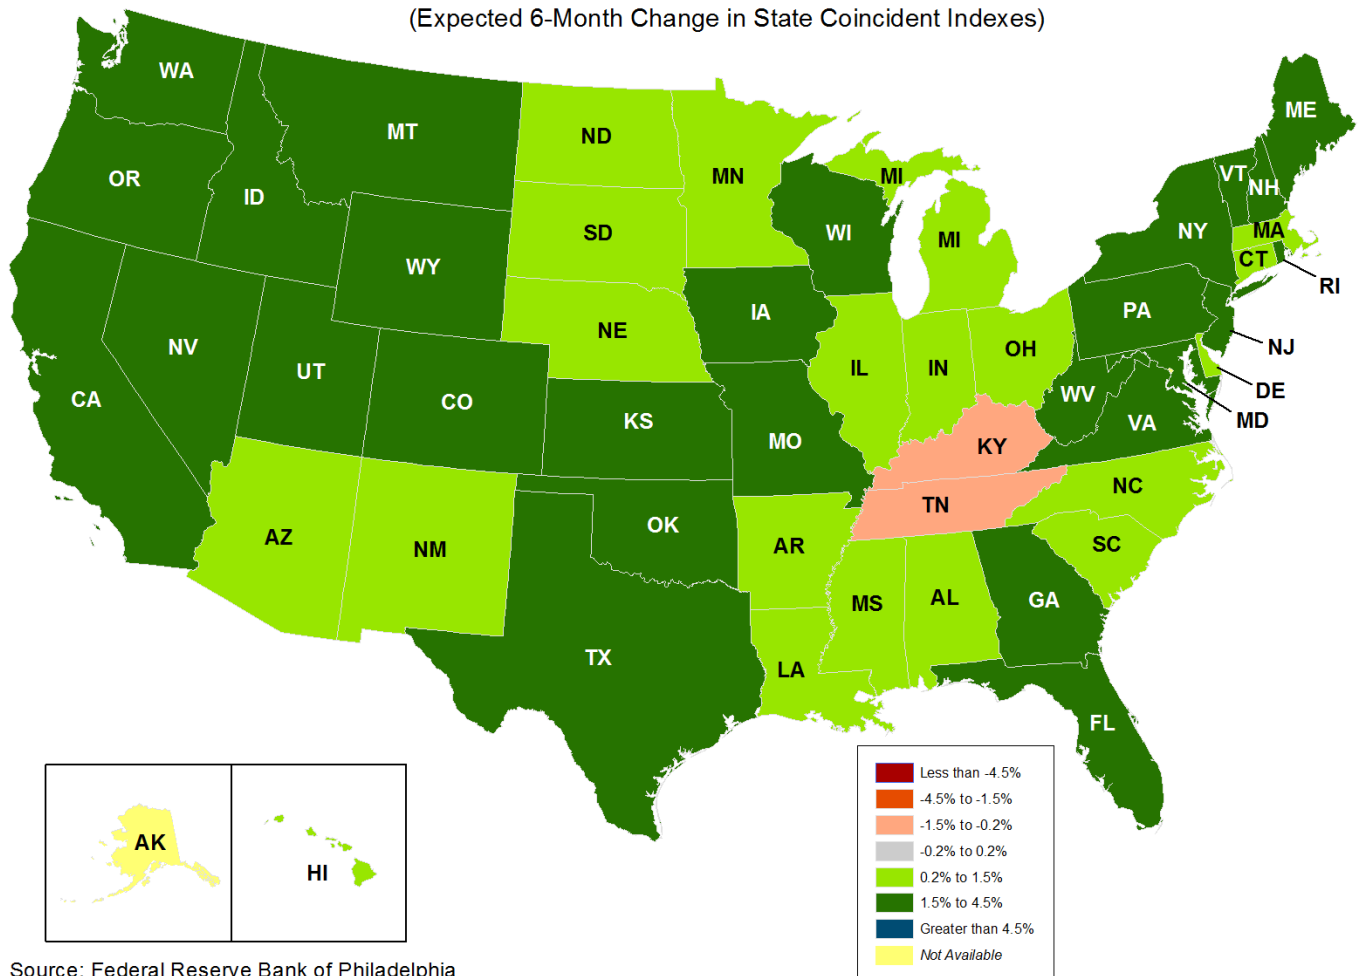 (Expected 6-Month Change in State Coincident Indexes)
WA
MT
ND
MN
MI
ME
OR
ID
VT
NH
WY
SD
WI
MI
NY
MA
CT
RI
NV
UT
CO
NE
IA
IL
IN
OH
PA
NJ
DE
MD
CA
KS
MO
WV
VA
KY
AZ
NM
OK
AR
TN
NC
SC
TX
LA
MS
AL
GA
FL
AK
HI
Less than -4.5%
-4.5% to -1.5%
-1.5% to -0.2%
-0.2% to 0.2%
0.2% to 1.5%
1.5% to 4.5%
Greater than 4.5%
Not Available
Source: Federal Reserve Bank of Philadelphia